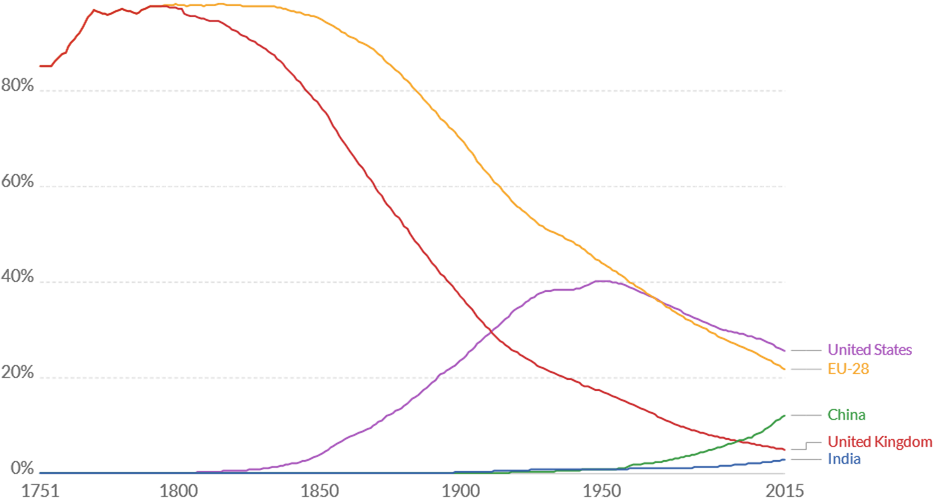 80%
60%
40%
20%
0%
1751 1800 1850 1900 1950 2015
United States
EU-28
China
United Kingdom
India